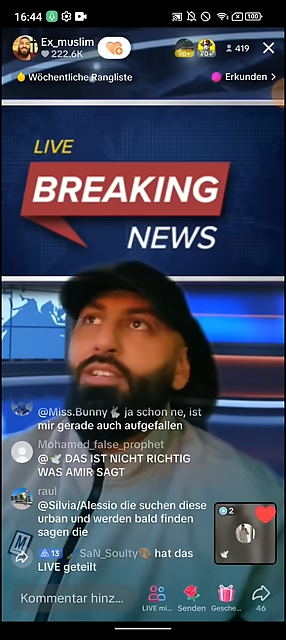 16:44
100
Ex_muslim
222.6K
70+
70+
419
Wöchentliche Rangliste
Erkunden >
LIVE
BREAKING
NEWS
@Miss.Bunny ja schon ne, ist
mir gerade auch aufgefallen
Mohamed_false_prophet
@🕊 DAS IST NICHT RICHTIG
WAS AMIR SAGT
raul
@Silvia/Alessio die suchen diese
urban und werden bald finden
sagen die
2
M
13 SaN_Soulty🎨 hat das
LIVE geteilt
Kommentar hinz...
LIVE mi...
Senden
Gesche...
46